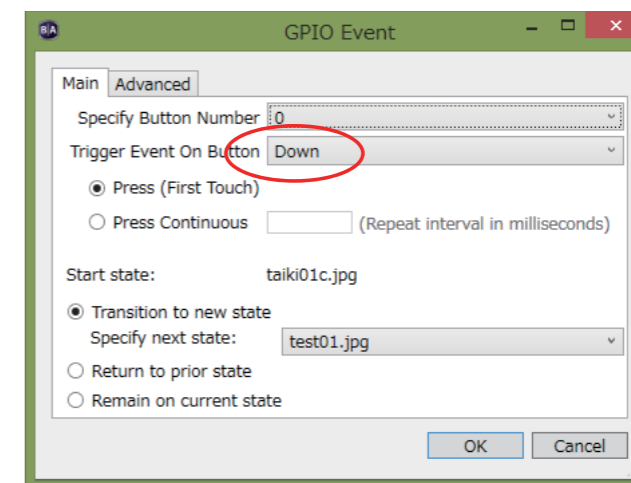 BA
GPIO Event
Main Advanced
Specify Button Number 0
Trigger Event On Button Down
Press (First Touch)
Press Continuous (Repeat interval in milliseconds)
Start state: taiki01c.jpg
Transition to new state
Specify next state: test01.jpg
Return to prior state
Remain on current state
OK Cancel